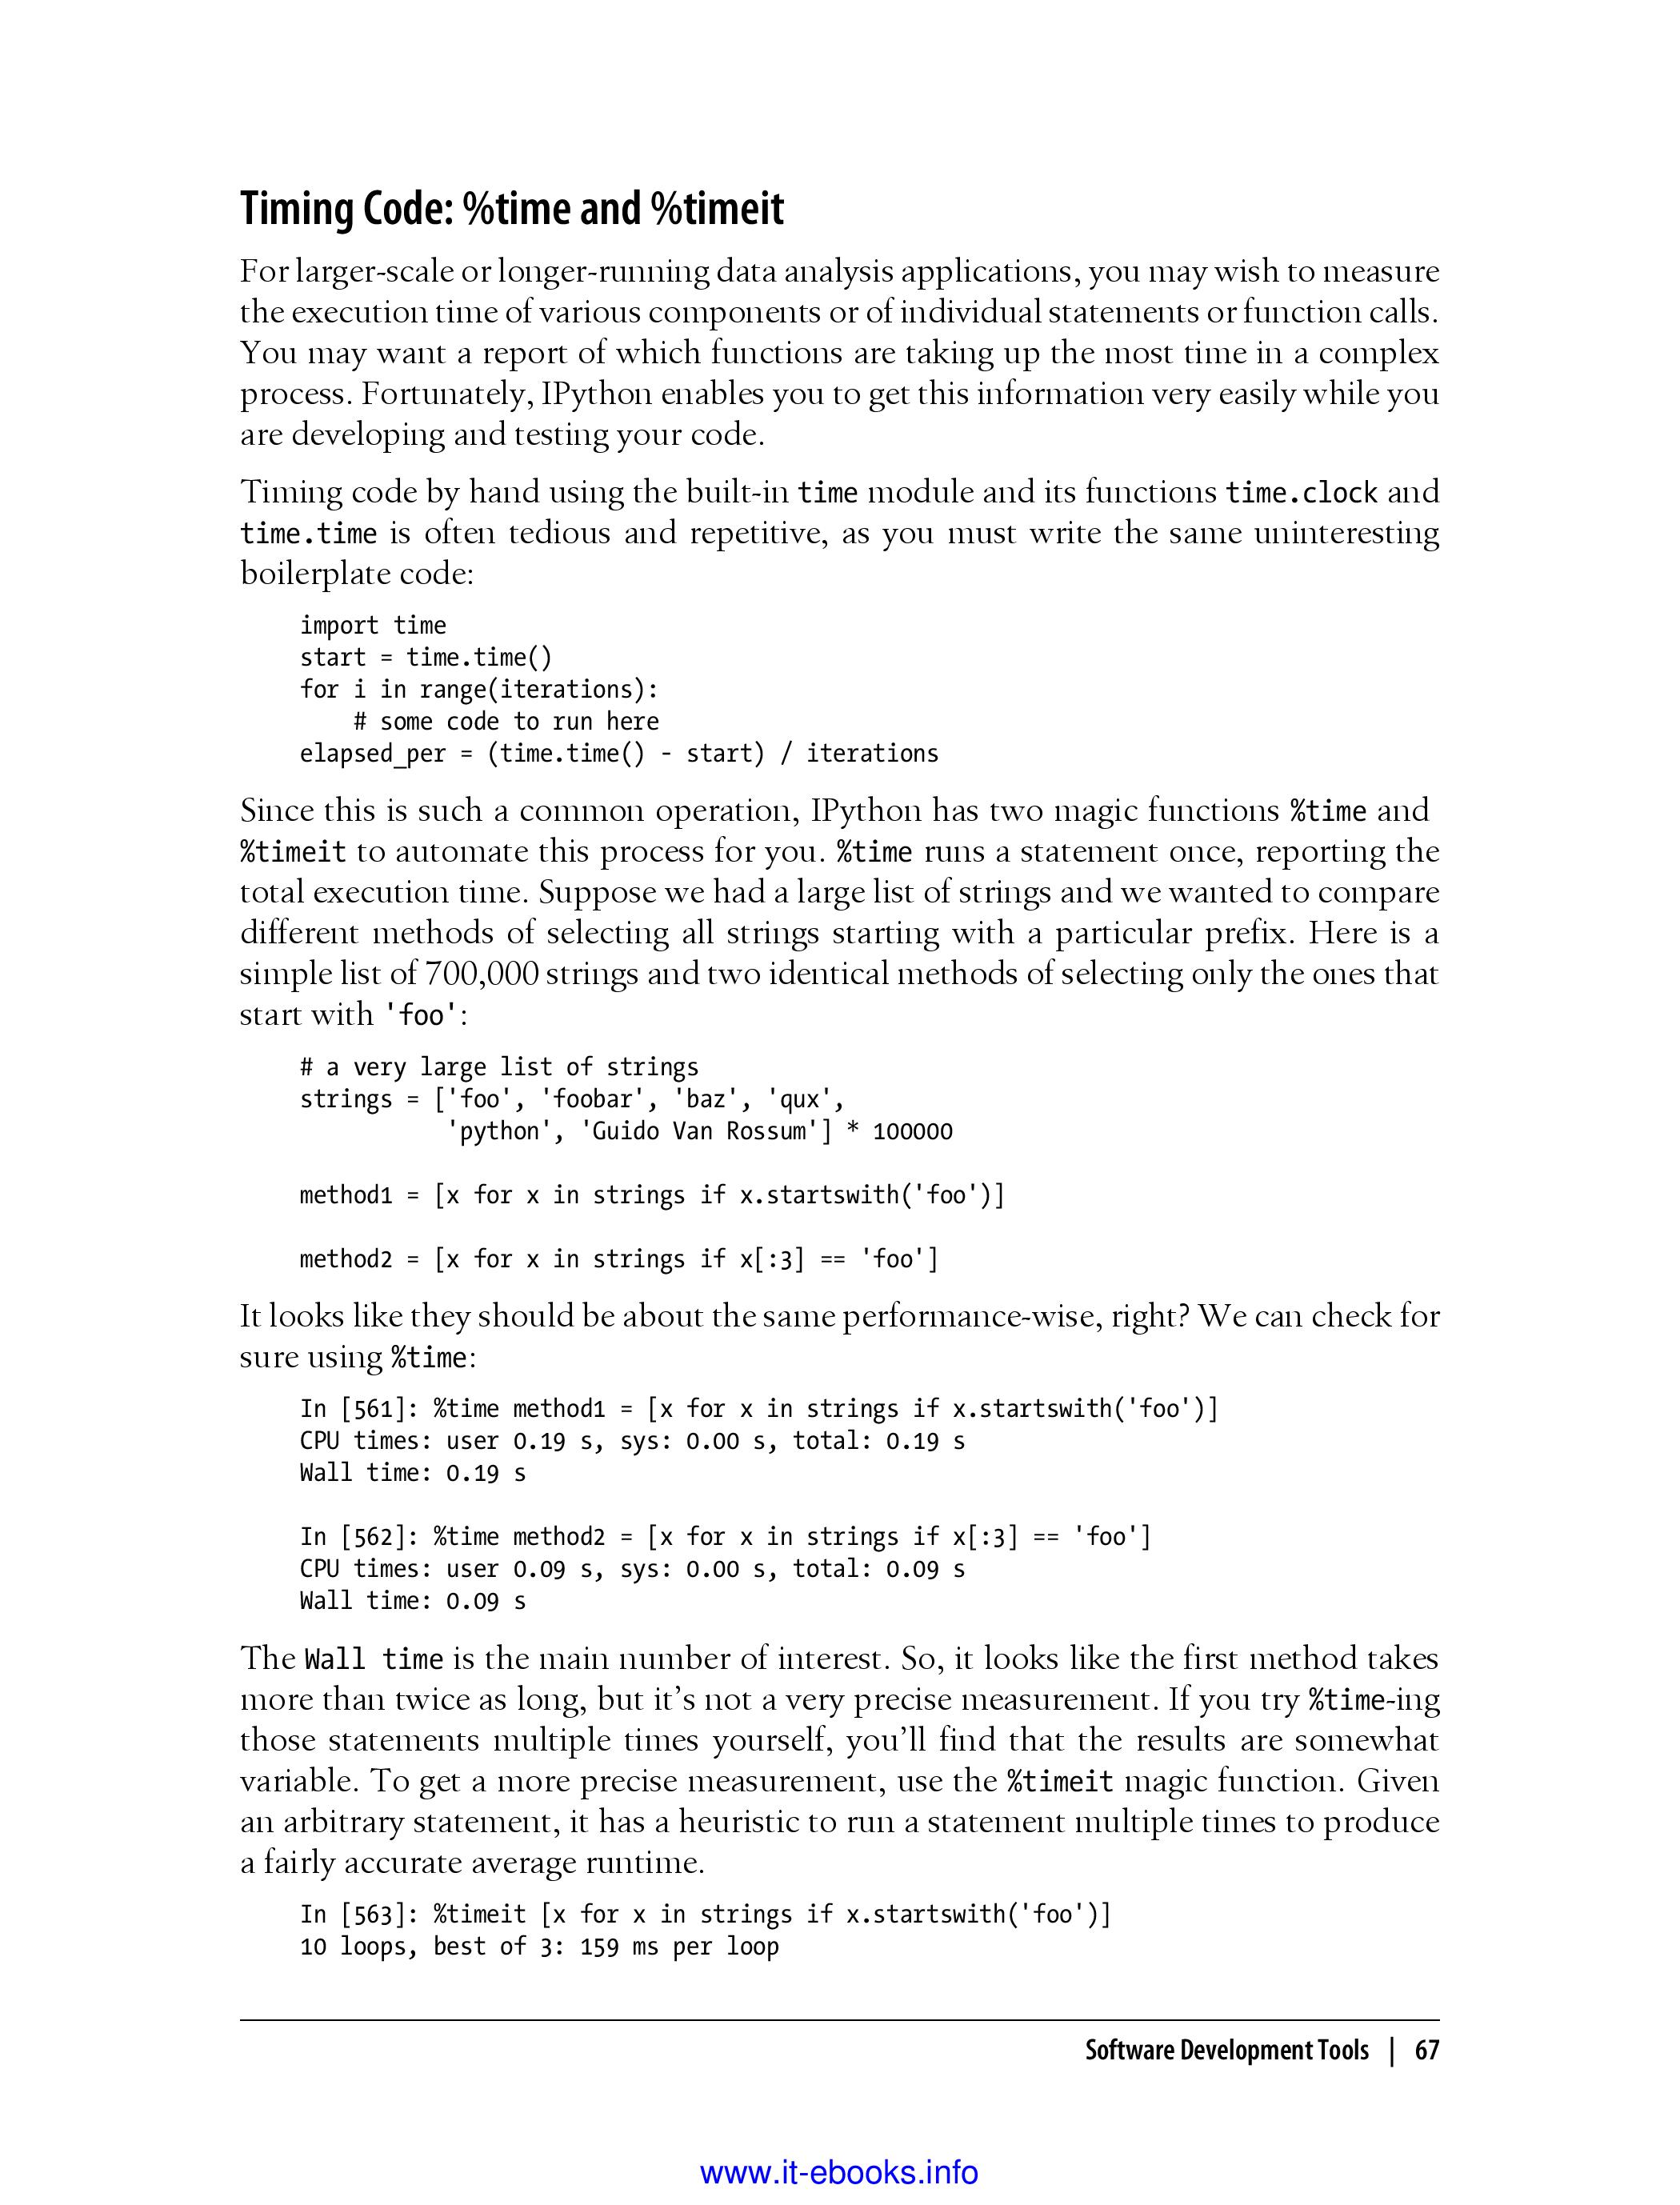 Timing Code: %time and %timeit
For larger-scale or longer-running data analysis applications, you may wish to measure
the execution time of various components or of individual statements or function calls.
You may want a report of which functions are taking up the most time in a complex
process. Fortunately, IPython enables you to get this information very easily while you
are developing and testing your code.
Timing code by hand using the built-in time module and its functions time.clock and
time.time is often tedious and repetitive, as you must write the same uninteresting
boilerplate code:
import time
start = time.time()
for i in range(iterations):
    # some code to run here
elapsed_per = (time.time() - start) / iterations
Since this is such a common operation, IPython has two magic functions %time and
%timeit to automate this process for you. %time runs a statement once, reporting the
total execution time. Suppose we had a large list of strings and we wanted to compare
different methods of selecting all strings starting with a particular prefix. Here is a
simple list of 700,000 strings and two identical methods of selecting only the ones that
start with 'foo':
# a very large list of strings
strings = ['foo', 'foobar', 'baz', 'qux',
           'python', 'Guido Van Rossum'] * 100000
method1 = [x for x in strings if x.startswith('foo')]
method2 = [x for x in strings if x[:3] == 'foo']
It looks like they should be about the same performance-wise, right? We can check for
sure using %time:
In [561]: %time method1 = [x for x in strings if x.startswith('foo')]
CPU times: user 0.19 s, sys: 0.00 s, total: 0.19 s
Wall time: 0.19 s
In [562]: %time method2 = [x for x in strings if x[:3] == 'foo']
CPU times: user 0.09 s, sys: 0.00 s, total: 0.09 s
Wall time: 0.09 s
The Wall time is the main number of interest. So, it looks like the first method takes
more than twice as long, but it’s not a very precise measurement. If you try %time-ing
those statements multiple times yourself, you’ll find that the results are somewhat
variable. To get a more precise measurement, use the %timeit magic function. Given
an arbitrary statement, it has a heuristic to run a statement multiple times to produce
a fairly accurate average runtime.
In [563]: %timeit [x for x in strings if x.startswith('foo')]
10 loops, best of 3: 159 ms per loop
Software Development Tools | 67
www.it-ebooks.info